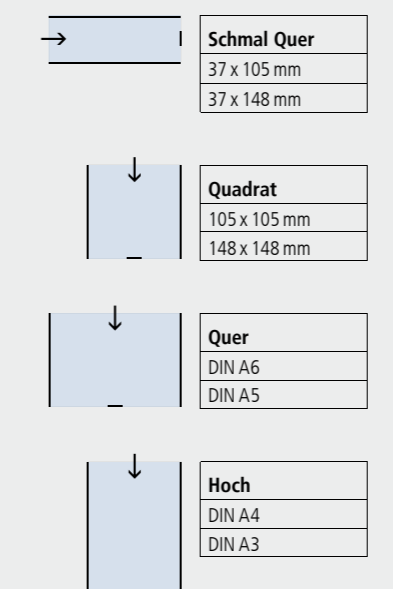 Schmal Quer
37 x 105 mm
37 x 148 mm
Quadrat
105 x 105 mm
148 x 148 mm
Quer
DIN A6
DIN A5
Hoch
DIN A4
DIN A3